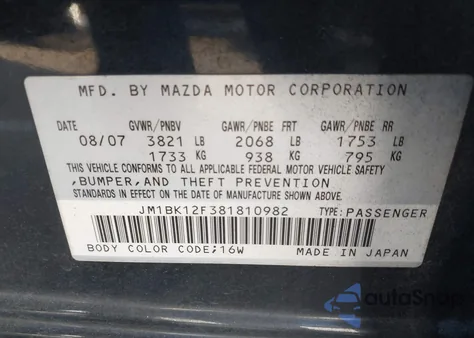 MFD. BY MAZDA MOTOR CORPORATION
DATE GVWR/PNBV GAWR/PNBE FRT GAWR/PNBE RR
08/07 3821 LB 2068 LB 1753 LB
1733 KG 938 KG 795 KG
THIS VEHICLE CONFORMS TO ALL APPLICABLE FEDERAL MOTOR VEHICLE SAFETY
,BUMPER,AND THEFT PREVENTION
STANDARDS IN EFFECT ON THE DATE OF MANUFACTURE SHOWN ABOVE.
JM1BK12F381810982 TYPE:PASSENGER
BODY COLOR CODE;16W MADE IN JAPAN
autoSnap